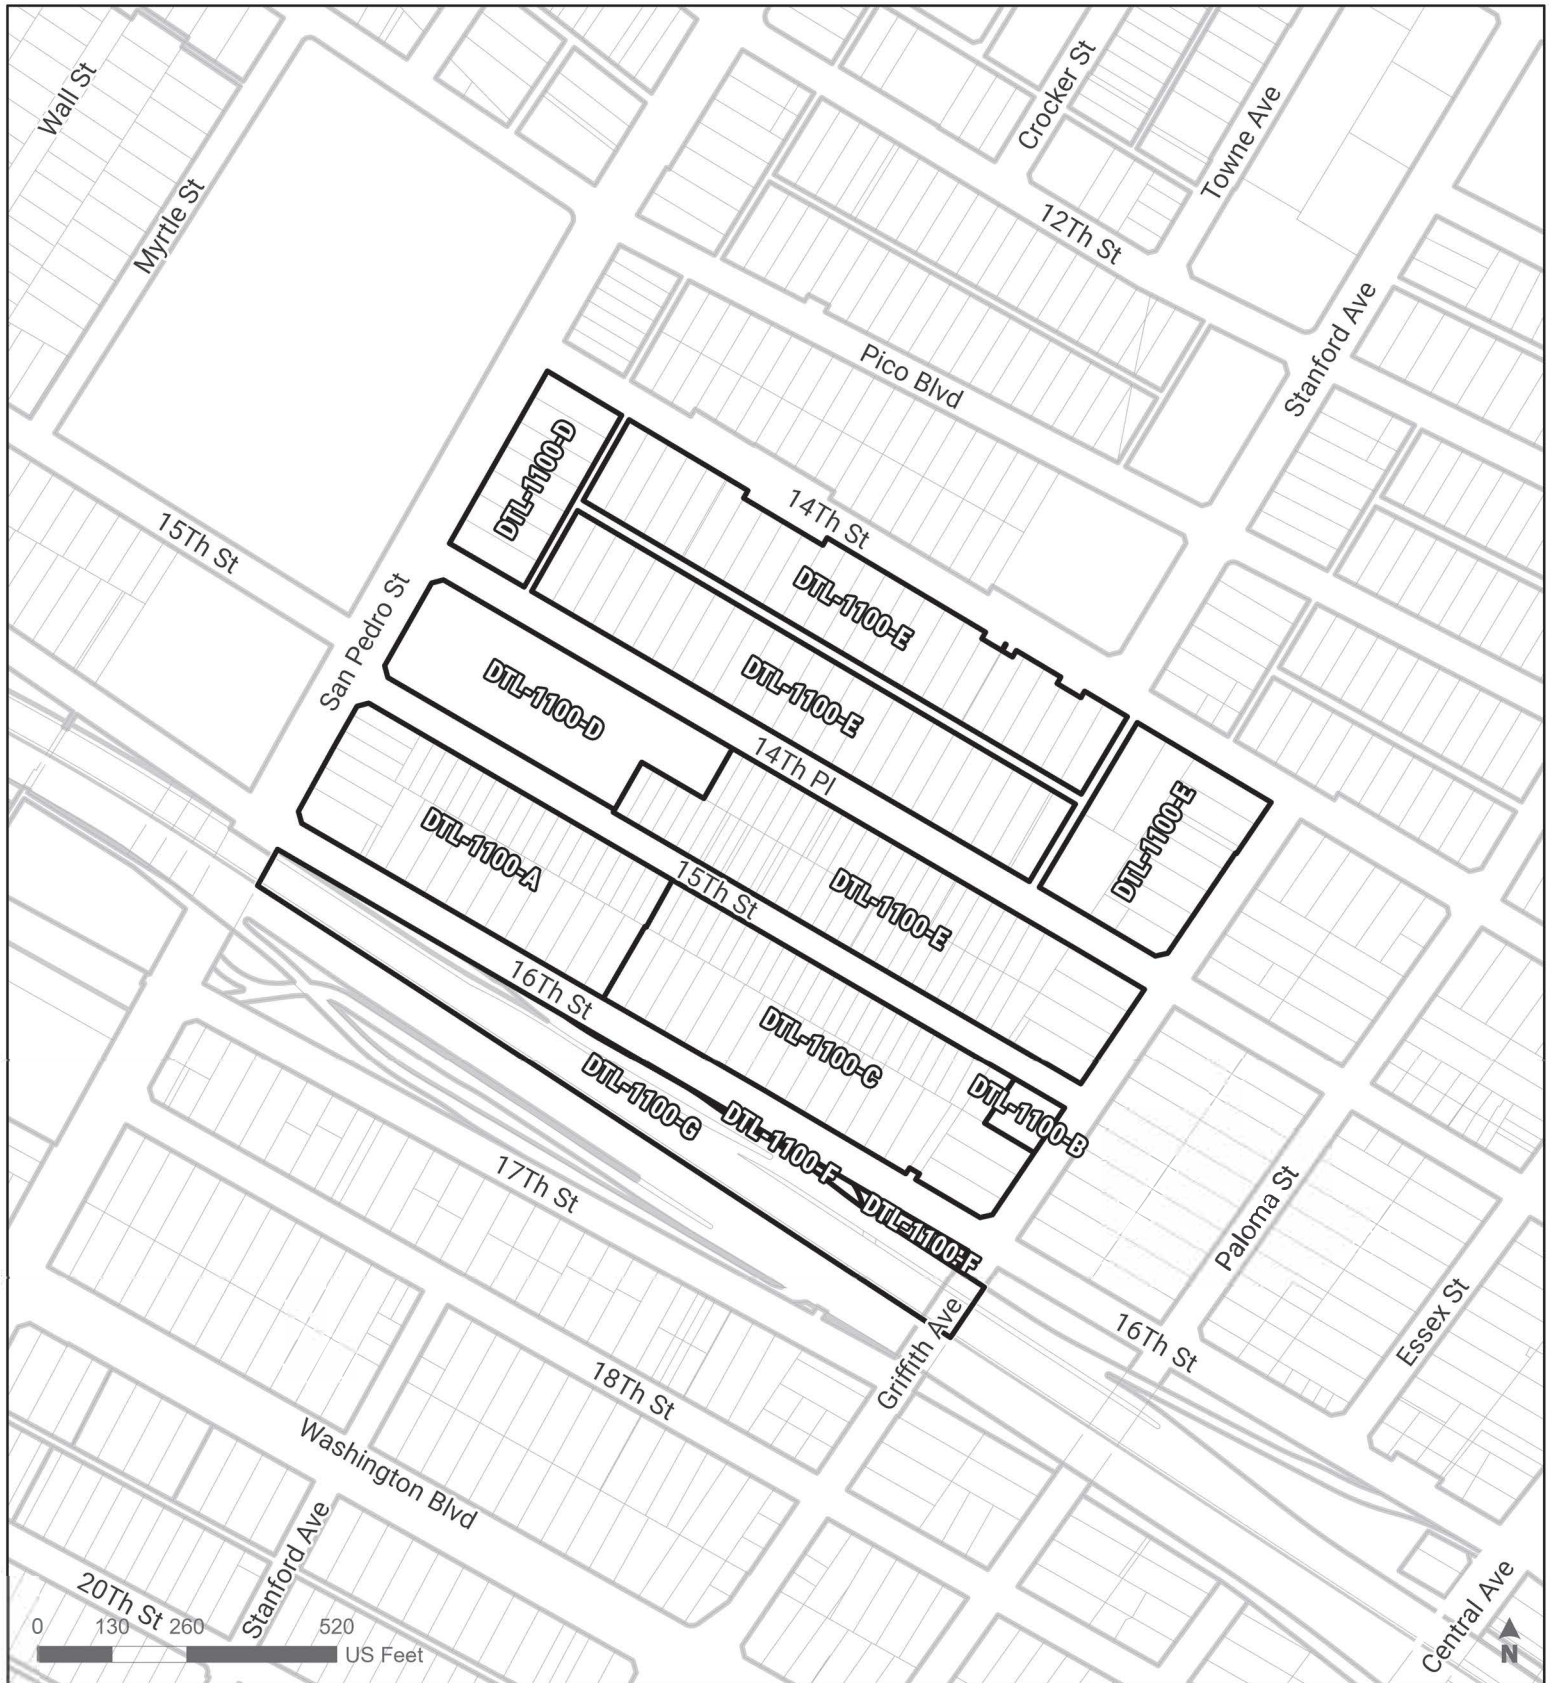 Wall St
Crocker St
Towne Ave
Myrtle St
12Th St
Stanford Ave
Pico Blvd
DTL-1100-D
14Th St
15Th St
DTL-1100-E
San Pedro St
DTL-1100-E
DTL-1100-D
14Th Pl
DTL-1100-E
DTL-1100-A
15Th St
DTL-1100-E
16Th St
DTL-1100-C
DTL-1100-B
DTL-1100-G
DTL-1100-F
17Th St
DTL-1100-F
Paloma St
Griffith Ave
16Th St
Essex St
18Th St
Washington Blvd
Stanford Ave
20Th St
Central Ave
0 130 260 520
US Feet
N